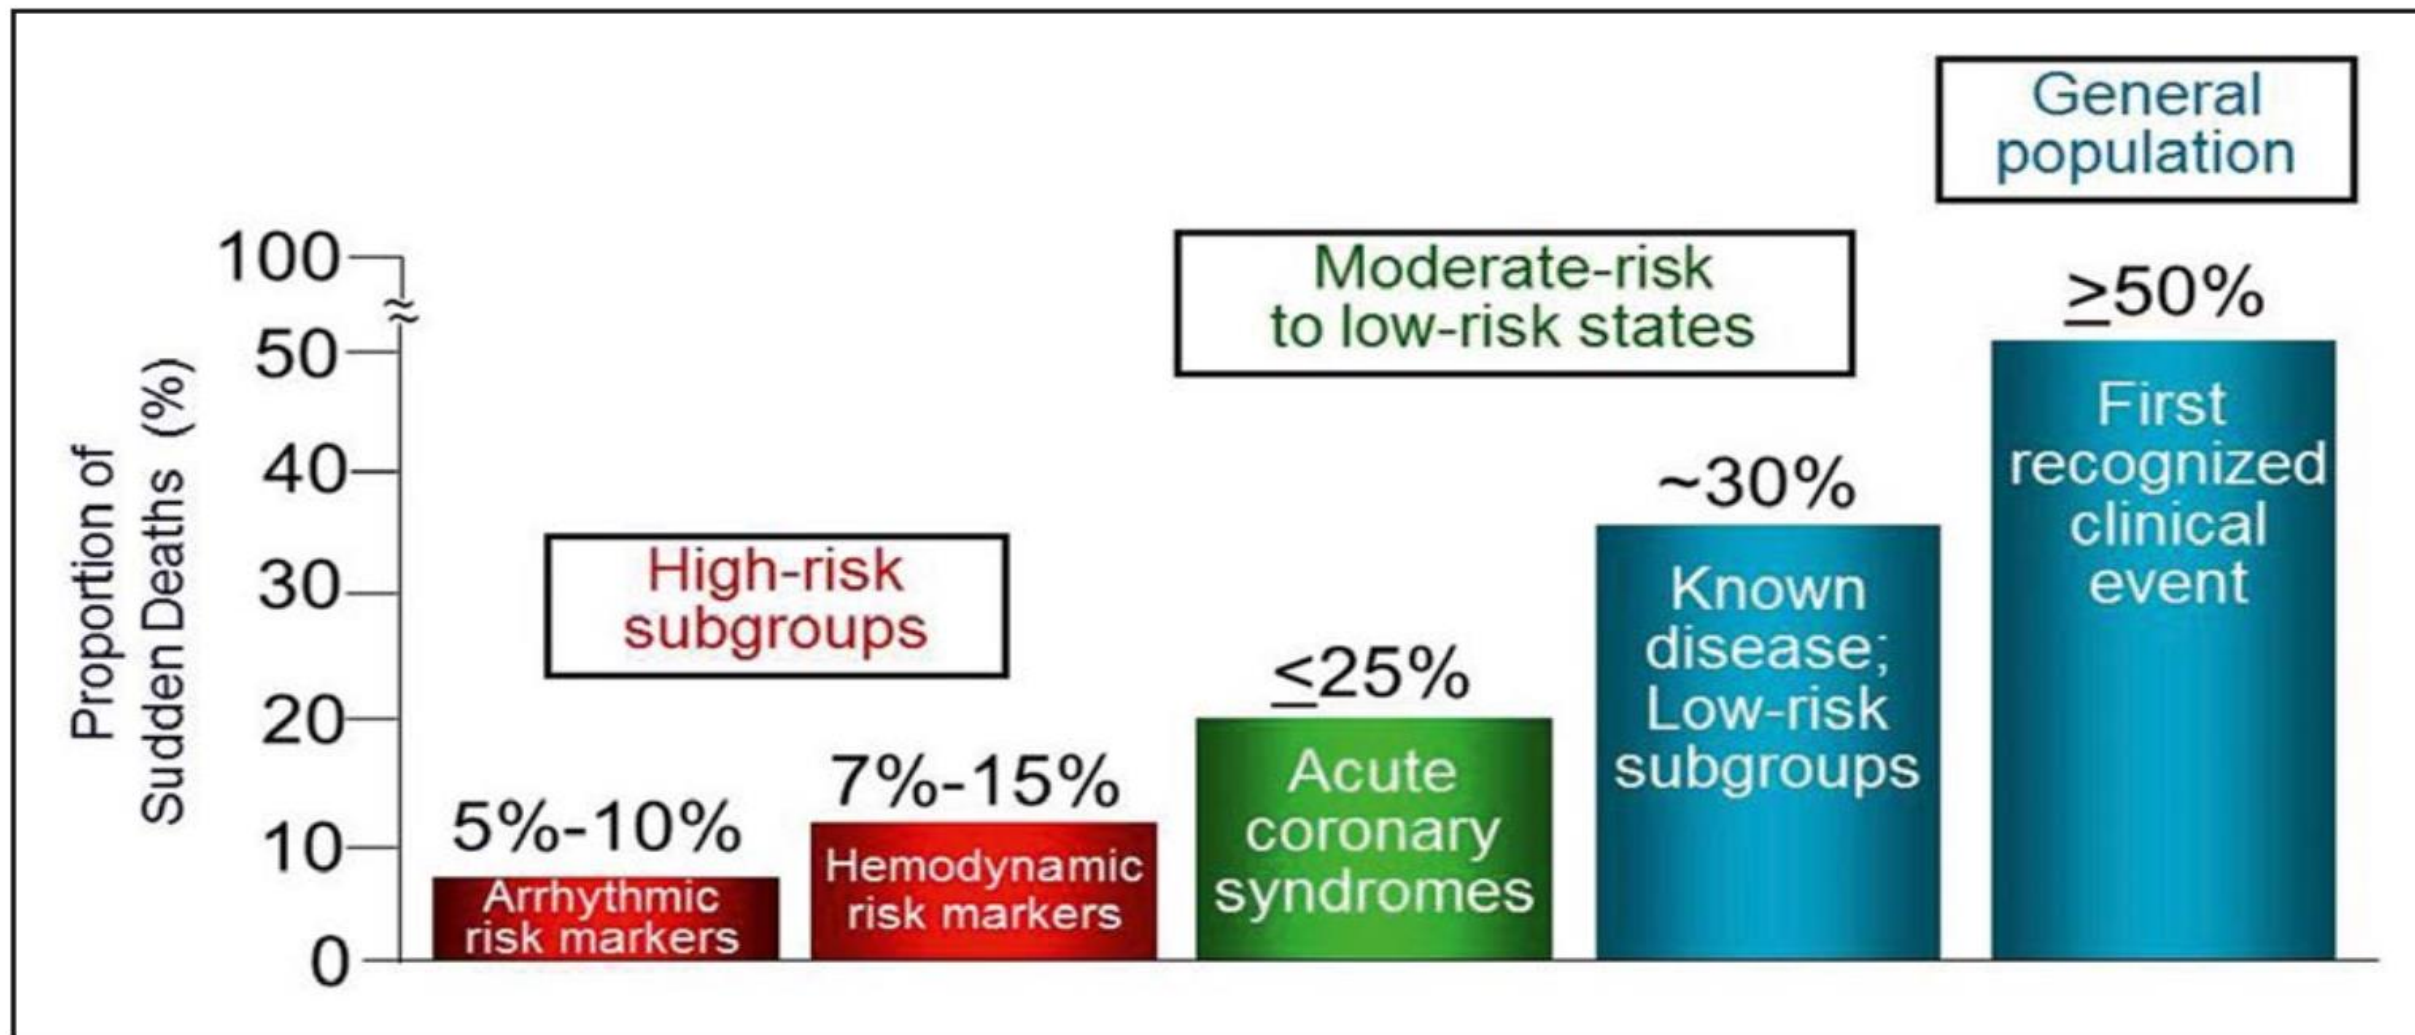 General
population
Moderate-risk
to low-risk states
High-risk
subgroups
Proportion of
Sudden Deaths (%)
100
50
40
30
20
10
0
5%-10%
Arrhythmic
risk markers
7%-15%
Hemodynamic
risk markers
≤25%
Acute
coronary
syndromes
~30%
Known
disease;
Low-risk
subgroups
≥50%
First
recognized
clinical
event